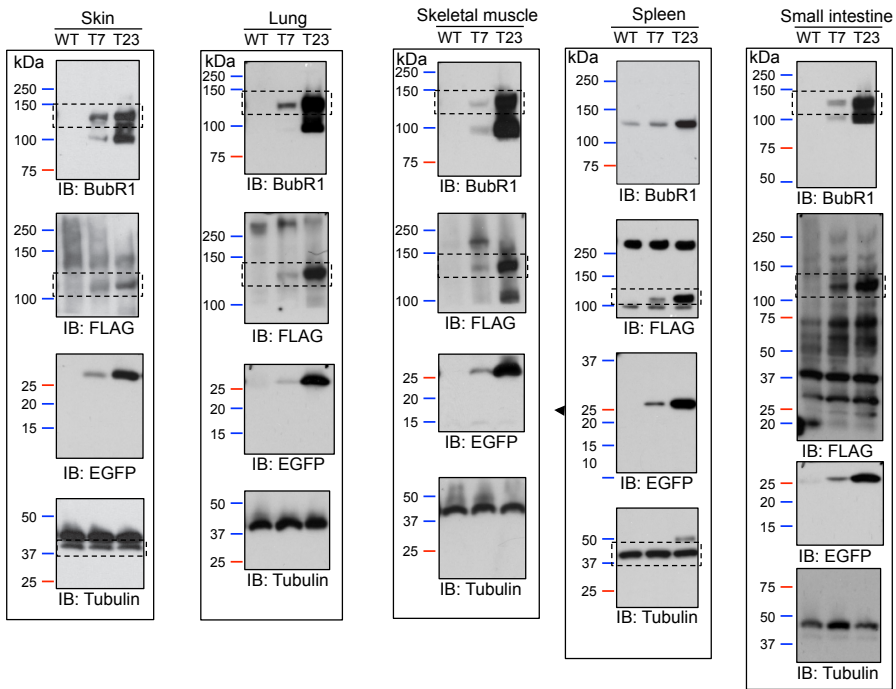 Skin
WT T7 T23
kDa
250
150
100
75
IB: BubR1
250
150
100
IB: FLAG
25
20
15
IB: EGFP
50
37
25
IB: Tubulin
Lung
WT T7 T23
kDa
250
150
100
75
IB: BubR1
250
150
100
IB: FLAG
25
20
15
IB: EGFP
50
37
25
IB: Tubulin
Skeletal muscle
WT T7 T23
kDa
250
150
100
75
IB: BubR1
250
150
100
IB: FLAG
25
20
15
IB: EGFP
50
37
25
IB: Tubulin
Spleen
WT T7 T23
kDa
250
150
100
75
IB: BubR1
250
150
100
IB: FLAG
37
25
20
15
10
IB: EGFP
50
37
25
IB: Tubulin
Small intestine
WT T7 T23
kDa
250
150
100
75
50
IB: BubR1
250
150
100
75
50
37
25
20
IB: FLAG
25
20
15
IB: EGFP
75
50
37
IB: Tubulin